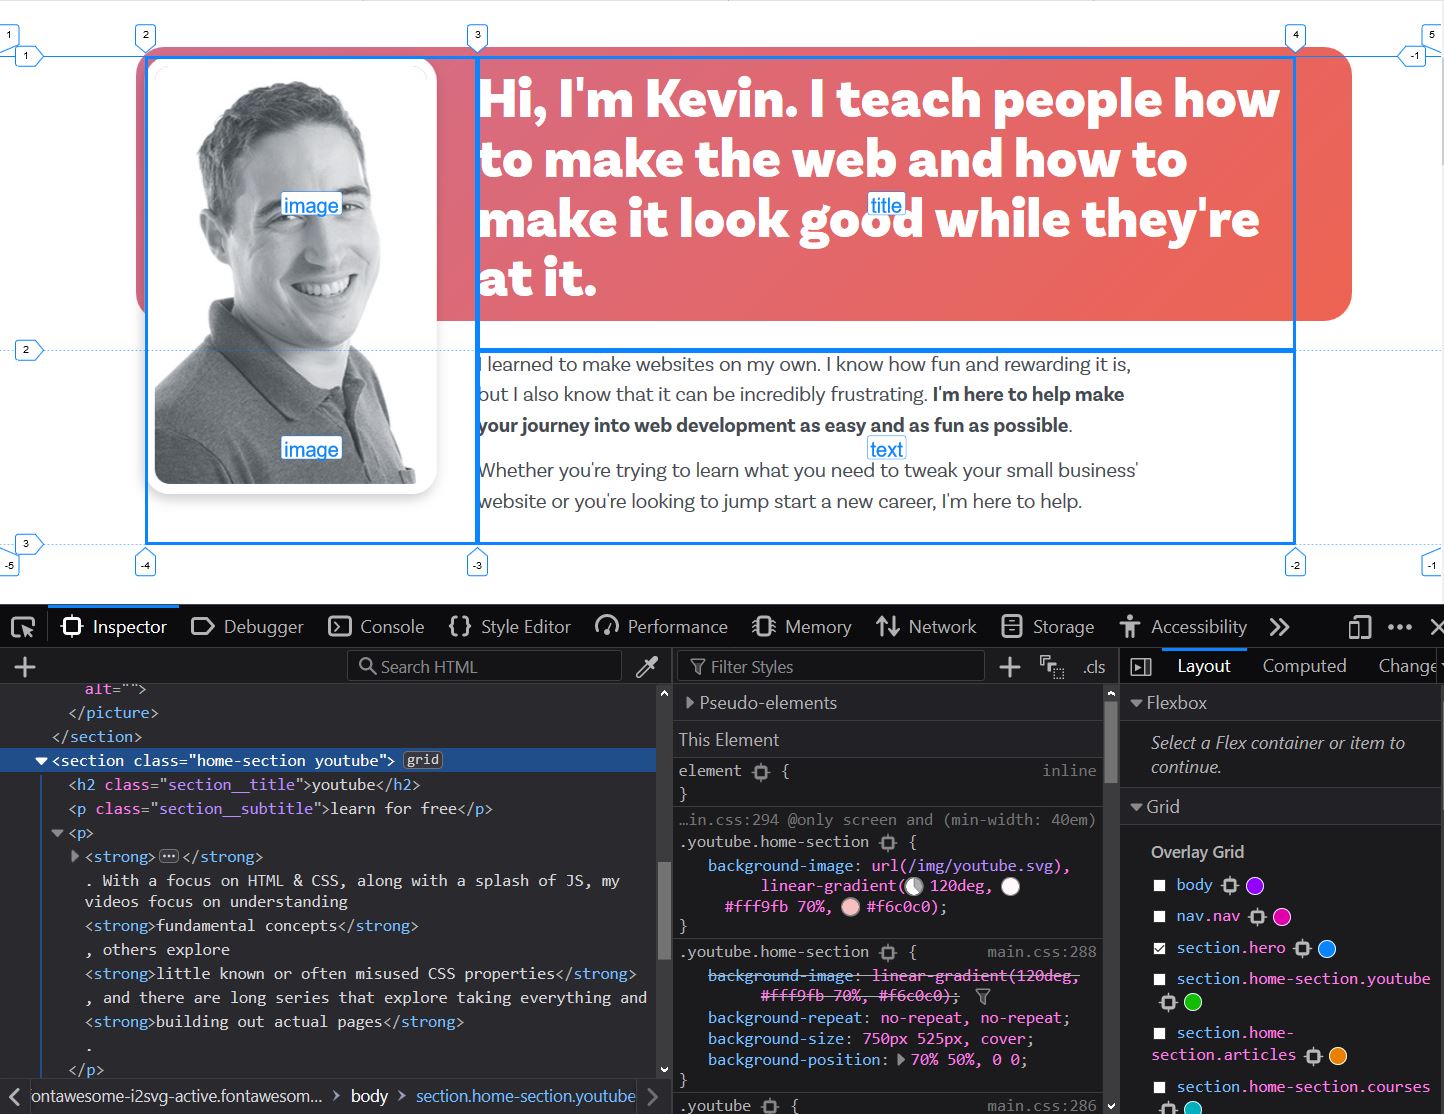 1
2
3
4
5
1
-1
Hi, I'm Kevin. I teach people how
to make the web and how to
make it look good while they're
at it.
image
title
2
I learned to make websites on my own. I know how fun and rewarding it is,
but I also know that it can be incredibly frustrating. I'm here to help make
your journey into web development as easy and as fun as possible.
image
text
Whether you're trying to learn what you need to tweak your small business'
website or you're looking to jump start a new career, I'm here to help.
3
-5
-4
-3
-2
-1
Inspector
Debugger
Console
Style Editor
Performance
Memory
Network
Storage
Accessibility
Search HTML
alt="">
</picture>
</section>
<section class="home-section youtube"> grid
<h2 class="section__title">youtube</h2>
<p class="section__subtitle">learn for free</p>
<p>
<strong>…</strong>
. With a focus on HTML & CSS, along with a splash of JS, my
videos focus on understanding
<strong>fundamental concepts</strong>
, others explore
<strong>little known or often misused CSS properties</strong>
, and there are long series that explore taking everything and
<strong>building out actual pages</strong>
.
</p>
ontawesome-i2svg-active.fontawesom... > body > section.home-section.youtube
Filter Styles
.cls
Pseudo-elements
This Element
element {
inline
}
…in.css:294 @only screen and (min-width: 40em)
.youtube.home-section {
background-image: url(/img/youtube.svg),
linear-gradient( 120deg,
#fff9fb 70%, #f6c0c0);
}
.youtube.home-section {
main.css:288
background-image: linear-gradient(120deg,
#fff9fb 70%, #f6c0c0);
background-repeat: no-repeat, no-repeat;
background-size: 750px 525px, cover;
background-position: 70% 50%, 0 0;
}
.youtube {
main.css:286
Layout
Computed
Change
Flexbox
Select a Flex container or item to
continue.
Grid
Overlay Grid
body
nav.nav
section.hero
section.home-section.youtube
section.home-
section.articles
section.home-section.courses